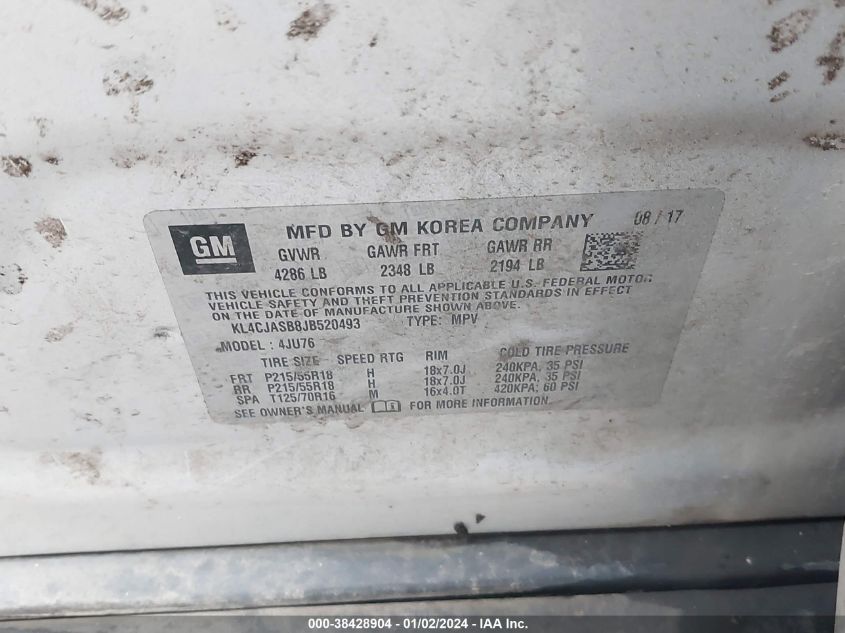 GM
MFD BY GM KOREA COMPANY 08 / 17
GVWR GAWR FRT GAWR RR
4286 LB 2348 LB 2194 LB
THIS VEHICLE CONFORMS TO ALL APPLICABLE U.S. FEDERAL MOTOR
VEHICLE SAFETY AND THEFT PREVENTION STANDARDS IN EFFECT
ON THE DATE OF MANUFACTURE SHOWN ABOVE.
KL4CJASB8JB520493 TYPE: MPV
MODEL : 4JU76
TIRE SIZE SPEED RTG RIM COLD TIRE PRESSURE
FRT P215/55R18 H 18x7.0J 240KPA, 35 PSI
RR P215/55R18 H 18x7.0J 240KPA, 35 PSI
SPA T125/70R16 M 16x4.0T 420KPA; 60 PSI
SEE OWNER'S MANUAL FOR MORE INFORMATION.
000-38428904 - 01/02/2024 - IAA Inc.